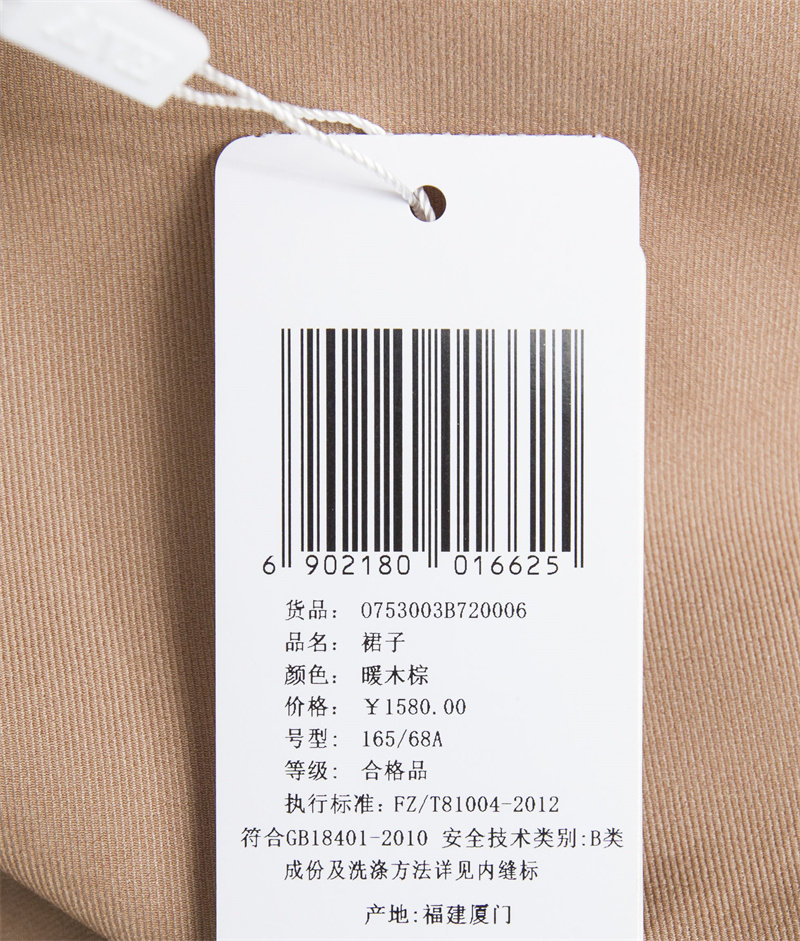 6 902180 016625
货品: 0753003B720006
品名: 裙子
颜色: 暖木棕
价格: ￥1580.00
号型: 165/68A
等级: 合格品
执行标准: FZ/T81004-2012
符合GB18401-2010 安全技术类别:B类
成份及洗涤方法详见内缝标
产地:福建厦门